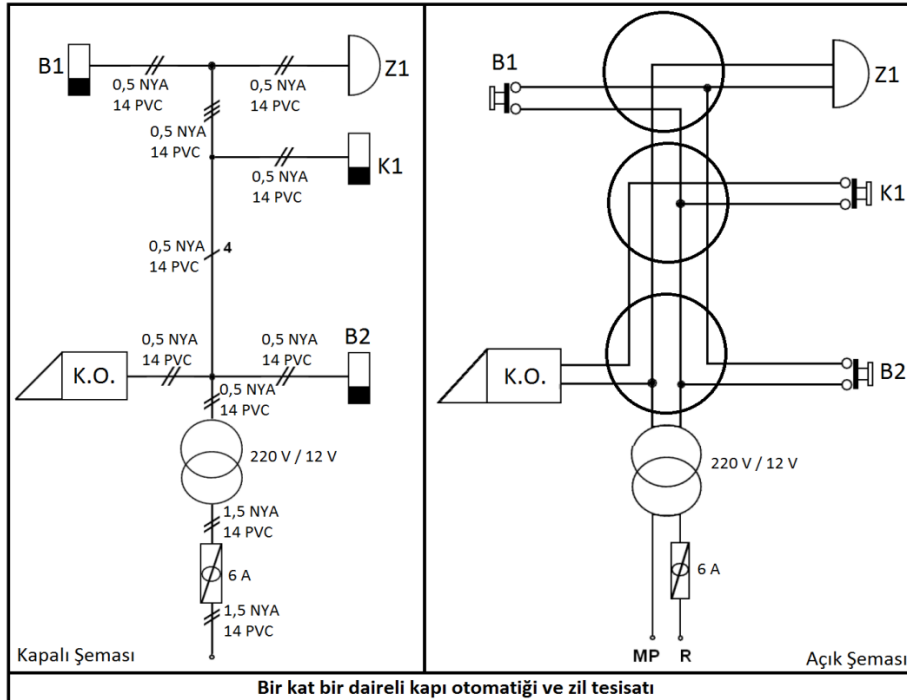 B1
0,5 NYA
14 PVC
0,5 NYA
14 PVC
Z1
0,5 NYA
14 PVC
0,5 NYA
14 PVC
K1
0,5 NYA
14 PVC
4
K.O.
0,5 NYA
14 PVC
0,5 NYA
14 PVC
B2
0,5 NYA
14 PVC
220 V / 12 V
1,5 NYA
14 PVC
6 A
1,5 NYA
14 PVC
Kapalı Şeması
B1
Z1
K1
K.O.
B2
220 V / 12 V
6 A
MP R
Açık Şeması
Bir kat bir daireli kapı otomatiği ve zil tesisatı